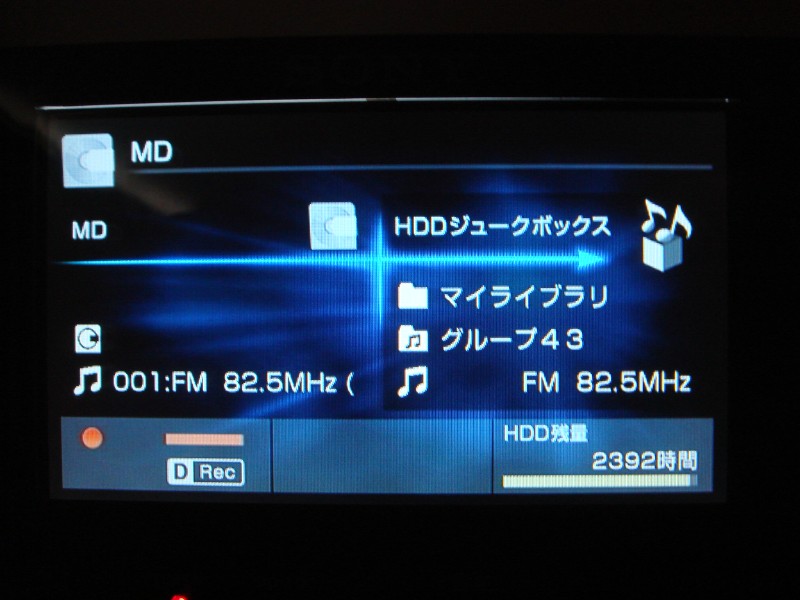 MD
MD
HDDジュークボックス
マイライブラリ
グループ43
001:FM 82.5MHz (
FM 82.5MHz
D Rec
HDD残量
2392時間